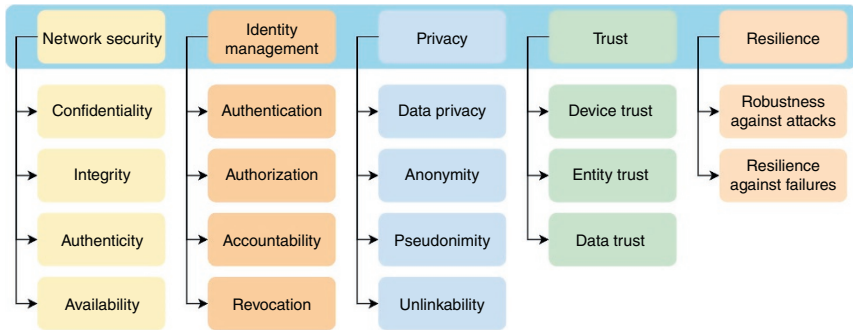 Network security
Identity
management
Privacy
Trust
Resilience
Confidentiality
Authentication
Data privacy
Device trust
Robustness
against attacks
Integrity
Authorization
Anonymity
Entity trust
Resilience
against failures
Authenticity
Accountability
Pseudonimity
Data trust
Availability
Revocation
Unlinkability